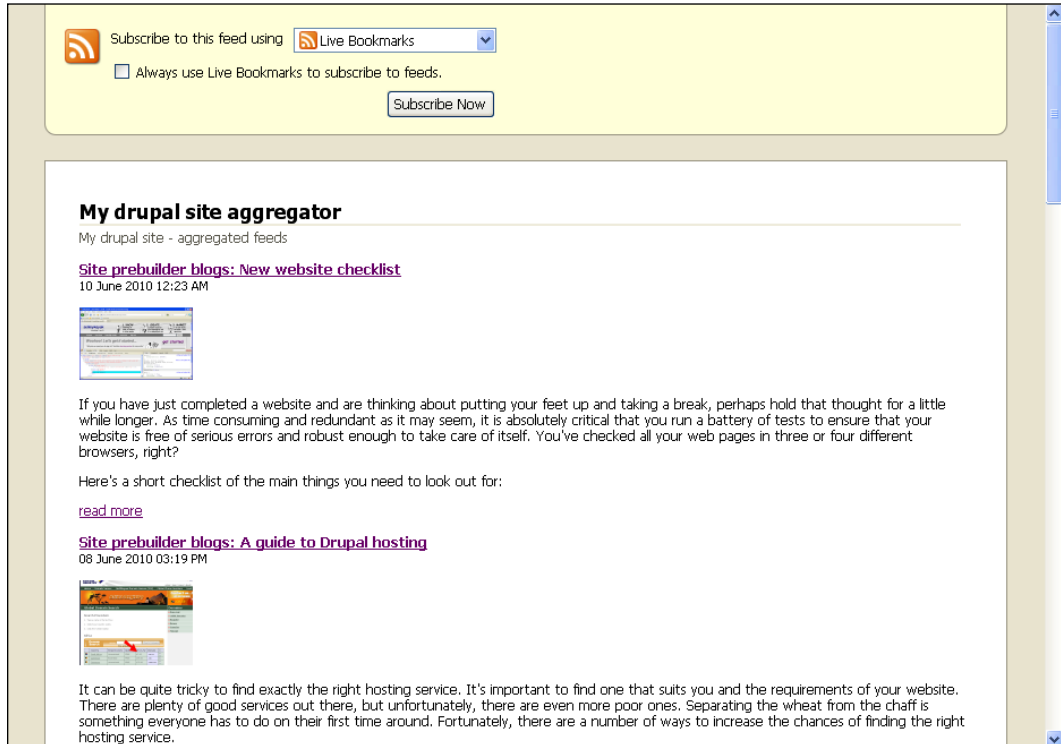 Subscribe to this feed using Live Bookmarks
Always use Live Bookmarks to subscribe to feeds.
Subscribe Now
My drupal site aggregator
My drupal site - aggregated feeds
Site prebuilder blogs: New website checklist
10 June 2010 12:23 AM
If you have just completed a website and are thinking about putting your feet up and taking a break, perhaps hold that thought for a little
while longer. As time consuming and redundant as it may seem, it is absolutely critical that you run a battery of tests to ensure that your
website is free of serious errors and robust enough to take care of itself. You've checked all your web pages in three or four different
browsers, right?
Here's a short checklist of the main things you need to look out for:
read more
Site prebuilder blogs: A guide to Drupal hosting
08 June 2010 03:19 PM
It can be quite tricky to find exactly the right hosting service. It's important to find one that suits you and the requirements of your website.
There are plenty of good services out there, but unfortunately, there are even more poor ones. Separating the wheat from the chaff is
something everyone has to do on their first time around. Fortunately, there are a number of ways to increase the chances of finding the right
hosting service.